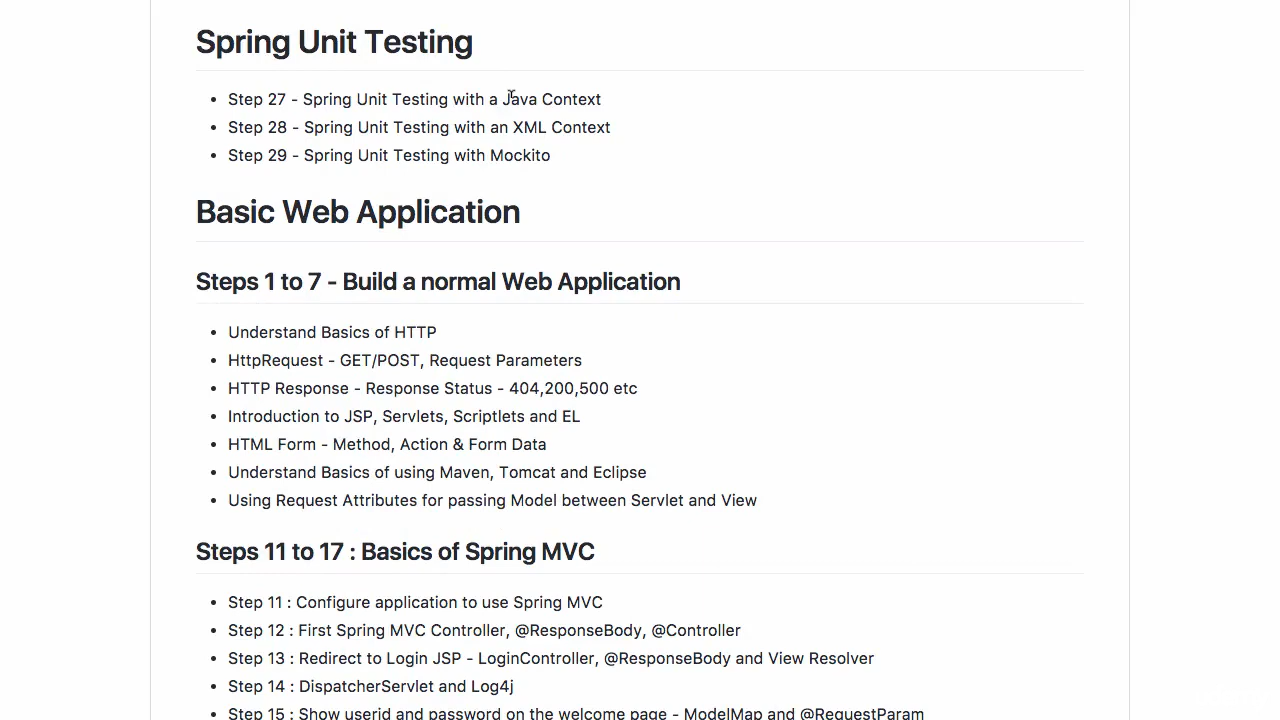 Spring Unit Testing
Step 27 - Spring Unit Testing with a Java Context
Step 28 - Spring Unit Testing with an XML Context
Step 29 - Spring Unit Testing with Mockito
Basic Web Application
Steps 1 to 7 - Build a normal Web Application
Understand Basics of HTTP
HttpRequest - GET/POST, Request Parameters
HTTP Response - Response Status - 404,200,500 etc
Introduction to JSP, Servlets, Scriptlets and EL
HTML Form - Method, Action & Form Data
Understand Basics of using Maven, Tomcat and Eclipse
Using Request Attributes for passing Model between Servlet and View
Steps 11 to 17 : Basics of Spring MVC
Step 11 : Configure application to use Spring MVC
Step 12 : First Spring MVC Controller, @ResponseBody, @Controller
Step 13 : Redirect to Login JSP - LoginController, @ResponseBody and View Resolver
Step 14 : DispatcherServlet and Log4j
Step 15 : Show userid and password on the welcome page - ModelMap and @RequestParam